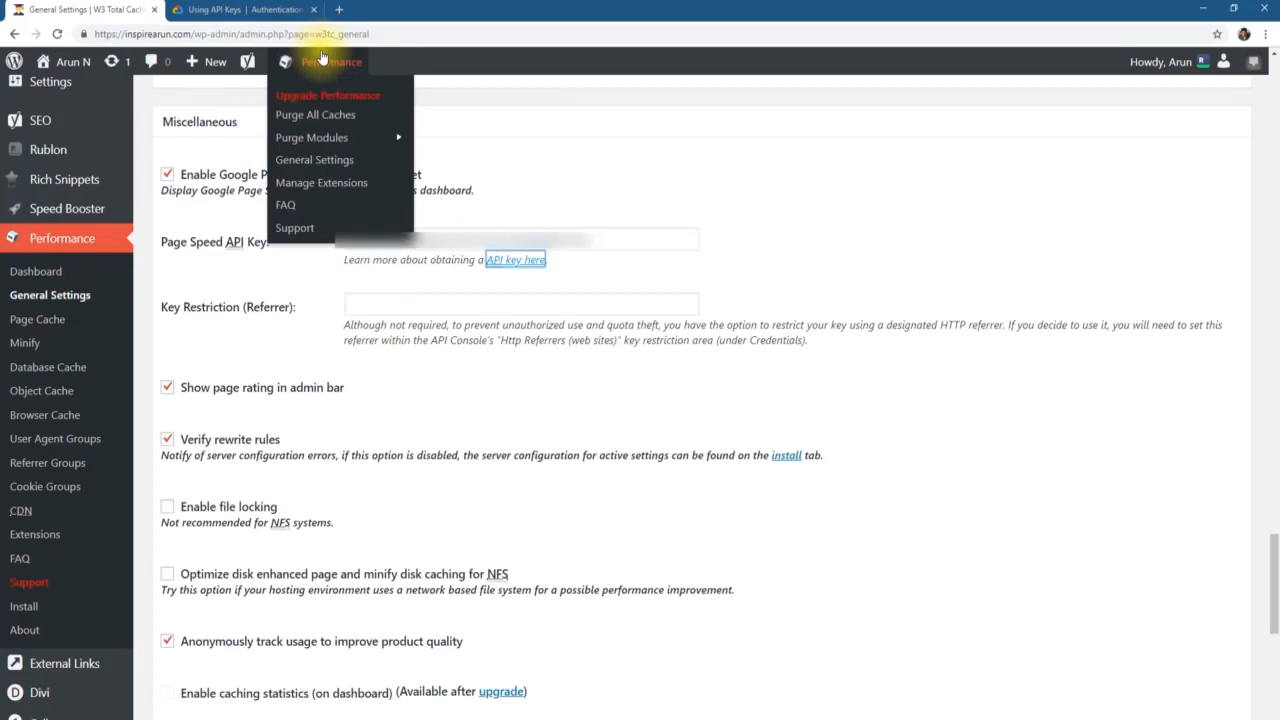 General Settings | W3 Total Cach
Using API Keys | Authentication
https://inspirearun.com/wp-admin/admin.php?page=w3tc_general
Arun N
1
0
New
Performance
Howdy, Arun
Settings
SEO
Rublon
Rich Snippets
Speed Booster
Performance
Dashboard
General Settings
Page Cache
Minify
Database Cache
Object Cache
Browser Cache
User Agent Groups
Referrer Groups
Cookie Groups
CDN
Extensions
FAQ
Support
Install
About
External Links
Divi
Upgrade Performance
Purge All Caches
Purge Modules
General Settings
Manage Extensions
FAQ
Support
Miscellaneous
Enable Google P et
Display Google Page S s dashboard.
Page Speed API Key:
Learn more about obtaining a API key here
Key Restriction (Referrer):
Although not required, to prevent unauthorized use and quota theft, you have the option to restrict your key using a designated HTTP referrer. If you decide to use it, you will need to set this
referrer within the API Console's "Http Referrers (web sites)" key restriction area (under Credentials).
Show page rating in admin bar
Verify rewrite rules
Notify of server configuration errors, if this option is disabled, the server configuration for active settings can be found on the install tab.
Enable file locking
Not recommended for NFS systems.
Optimize disk enhanced page and minify disk caching for NFS
Try this option if your hosting environment uses a network based file system for a possible performance improvement.
Anonymously track usage to improve product quality
Enable caching statistics (on dashboard) (Available after upgrade)